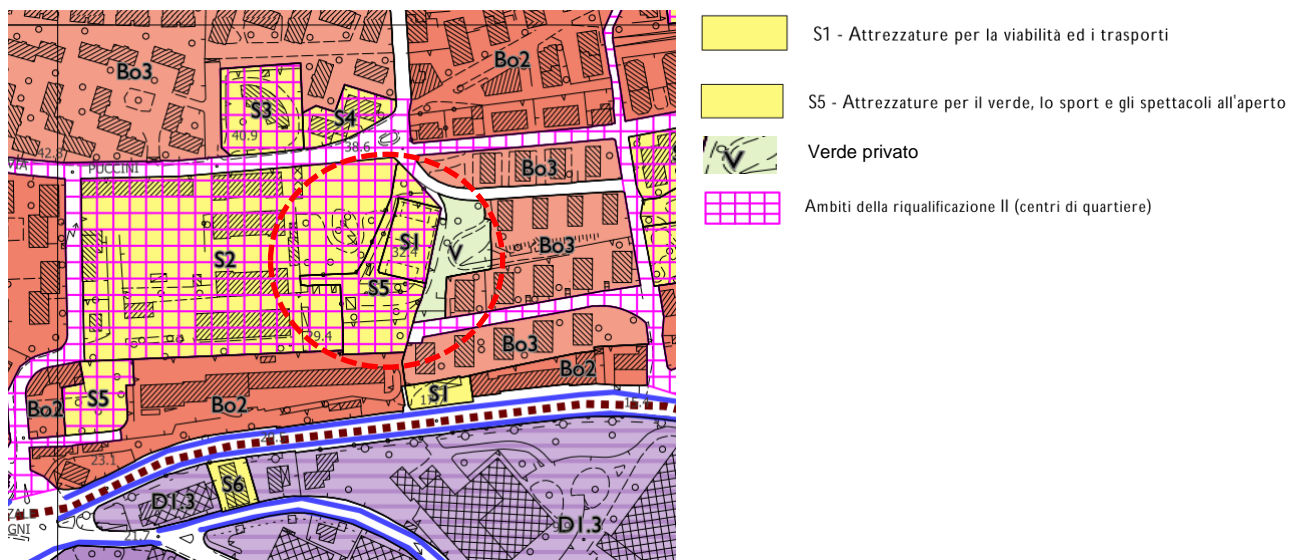 Bo3
Bo2
S3
S4
40.9
38.6
PUCCINI
Bo3
S1
32.4
V
Bo3
S2
S5
29.4
Bo3
Bo2
S5
Bo2
Bo2
S1
23.1
S6
D1.3
D1.3
GNI
21.7
S1 - Attrezzature per la viabilità ed i trasporti
S5 - Attrezzature per il verde, lo sport e gli spettacoli all'aperto
V
Verde privato
Ambiti della riqualificazione II (centri di quartiere)